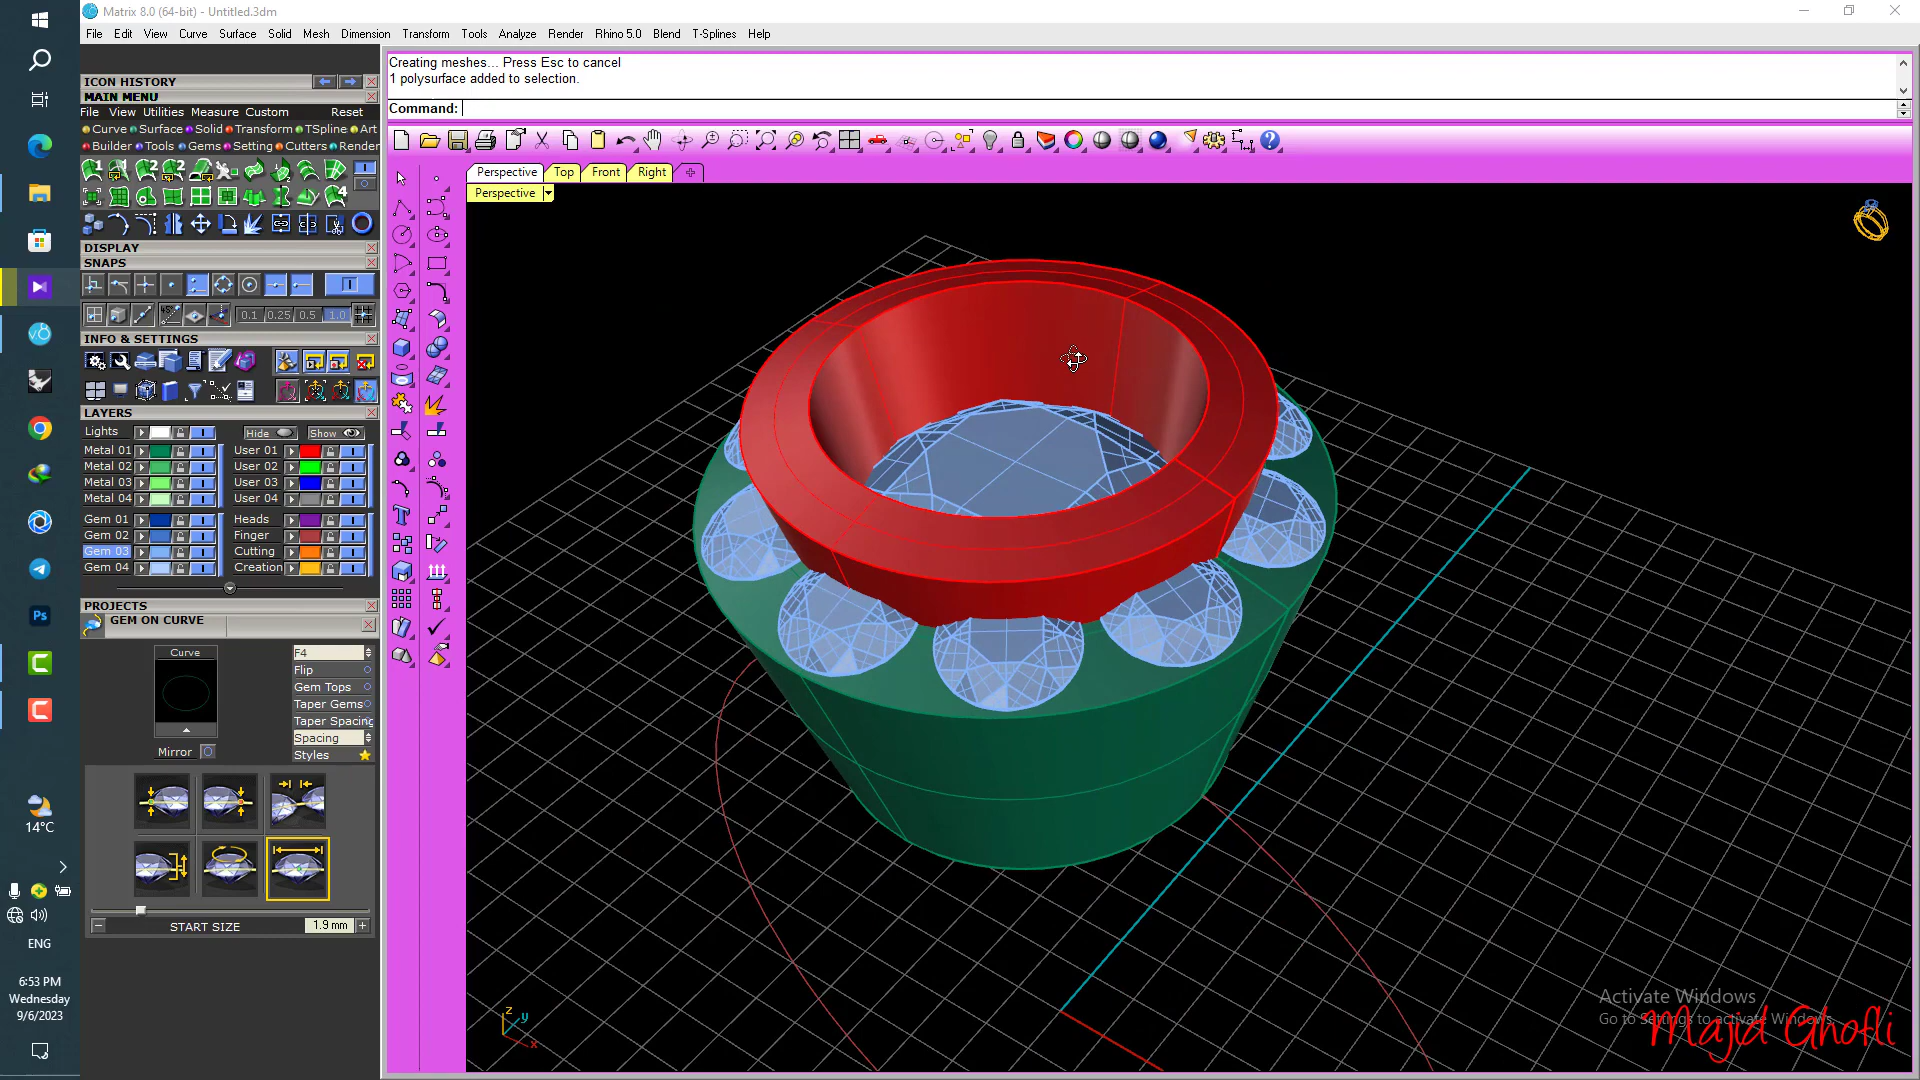 Matrix 8.0 (64-bit) - Untitled.3dm
File Edit View Curve Surface Solid Mesh Dimension Transform Tools Analyze Render Rhino 5.0 Blend T-Splines Help
Creating meshes... Press Esc to cancel
1 polysurface added to selection.
Command:
ICON HISTORY
MAIN MENU
File View Utilities Measure Custom Reset
Curve Surface Solid Transform TSpline Art
Builder Tools Gems Setting Cutters Render
Perspective Top Front Right
Perspective
DISPLAY
SNAPS
0.1 0.25 0.5 1.0
INFO & SETTINGS
LAYERS
Lights Hide Show
Metal 01 User 01
Metal 02 User 02
Metal 03 User 03
Metal 04 User 04
Gem 01 Heads
Gem 02 Finger
Gem 03 Cutting
Gem 04 Creation
PROJECTS
GEM ON CURVE
Curve F4
Flip
Gem Tops
Taper Gems
Taper Spacing
Spacing
Mirror Styles
START SIZE 1.9 mm
z
y
x
Ps
14°C
ENG
6:53 PM
Wednesday
9/6/2023
Activate Windows
Go to Settings to activate Windows.
Majid Ghofli